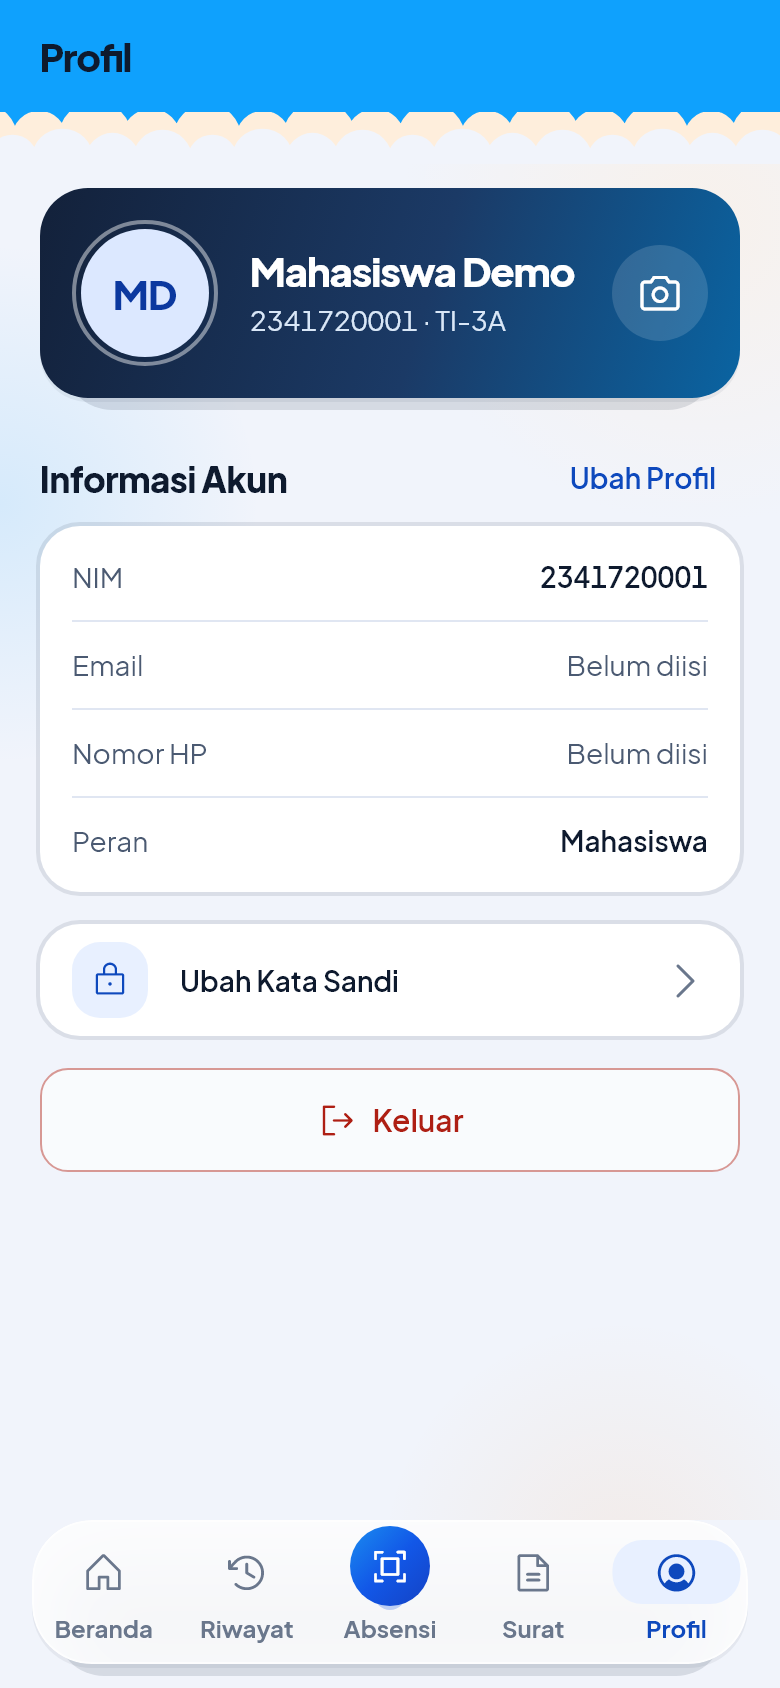 Profil
MD
Mahasiswa Demo
2341720001 · TI-3A
Informasi Akun
Ubah Profil
NIM
2341720001
Email
Belum diisi
Nomor HP
Belum diisi
Peran
Mahasiswa
Ubah Kata Sandi
Keluar
Beranda
Riwayat
Absensi
Surat
Profil